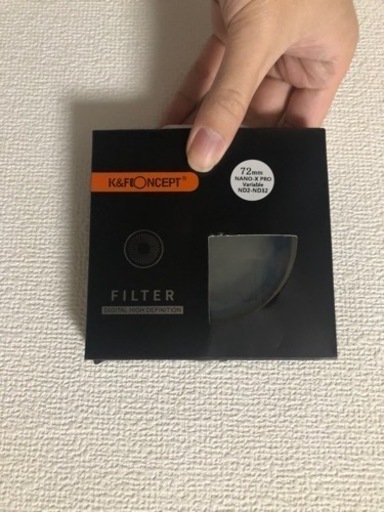 K&F CONCEPT®
72mm
NANO-X PRO
Variable
ND2-ND32
FILTER
DIGITAL HIGH DEFINITION